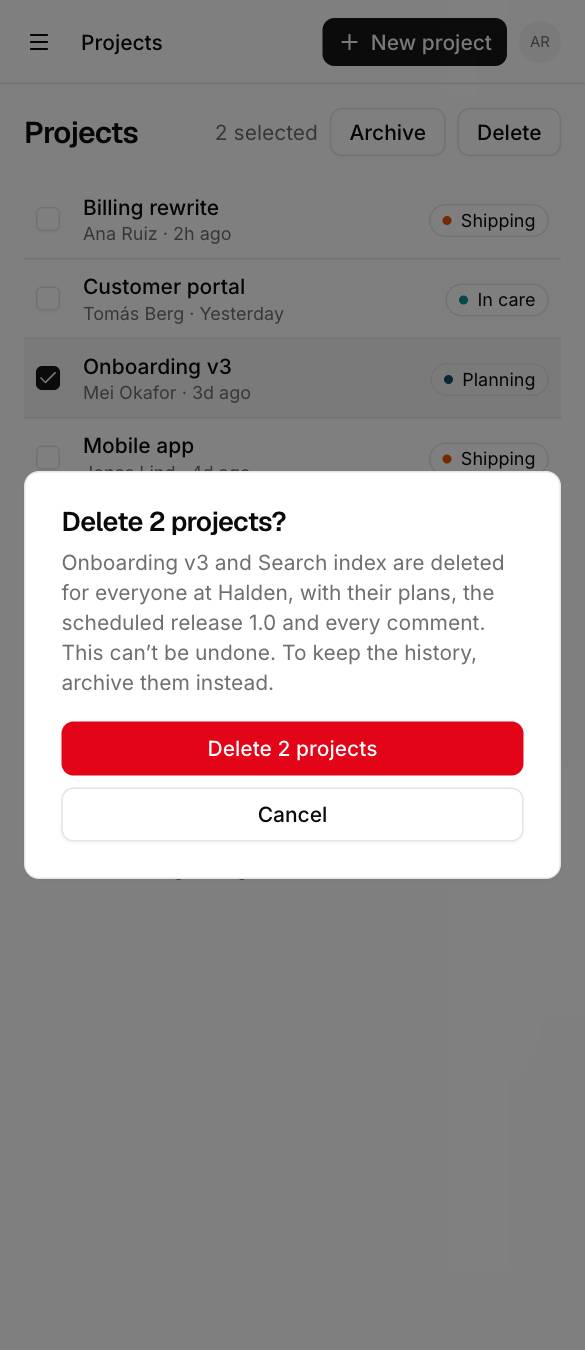 Projects
New project
AR
Projects
2 selected
Archive
Delete
Billing rewrite
Shipping
Ana Ruiz · 2h ago
Customer portal
In care
Tomás Berg · Yesterday
Onboarding v3
Planning
Mei Okafor · 3d ago
Mobile app
Shipping
Delete 2 projects?
Onboarding v3 and Search index are deleted
for everyone at Halden, with their plans, the
scheduled release 1.0 and every comment.
This can’t be undone. To keep the history,
archive them instead.
Delete 2 projects
Cancel